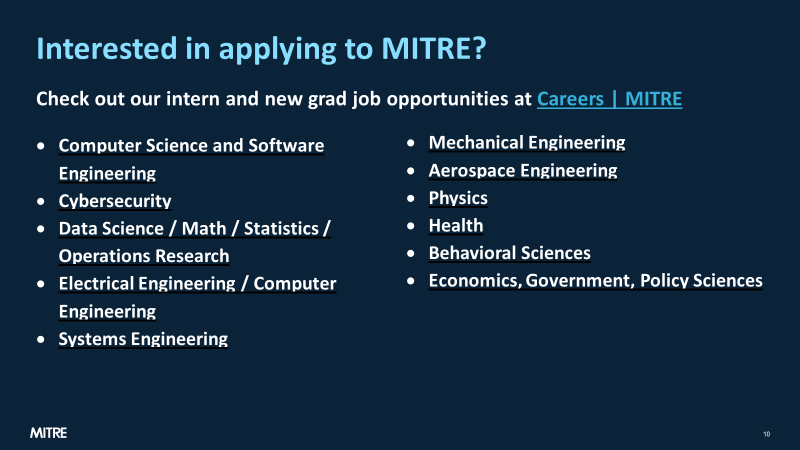 Interested in applying to MITRE?
Check out our intern and new grad job opportunities at Careers | MITRE
• Computer Science and Software
Engineering
• Cybersecurity
• Data Science / Math / Statistics /
Operations Research
• Electrical Engineering / Computer
Engineering
• Systems Engineering
• Mechanical Engineering
• Aerospace Engineering
• Physics
• Health
• Behavioral Sciences
• Economics, Government, Policy Sciences
MITRE
10